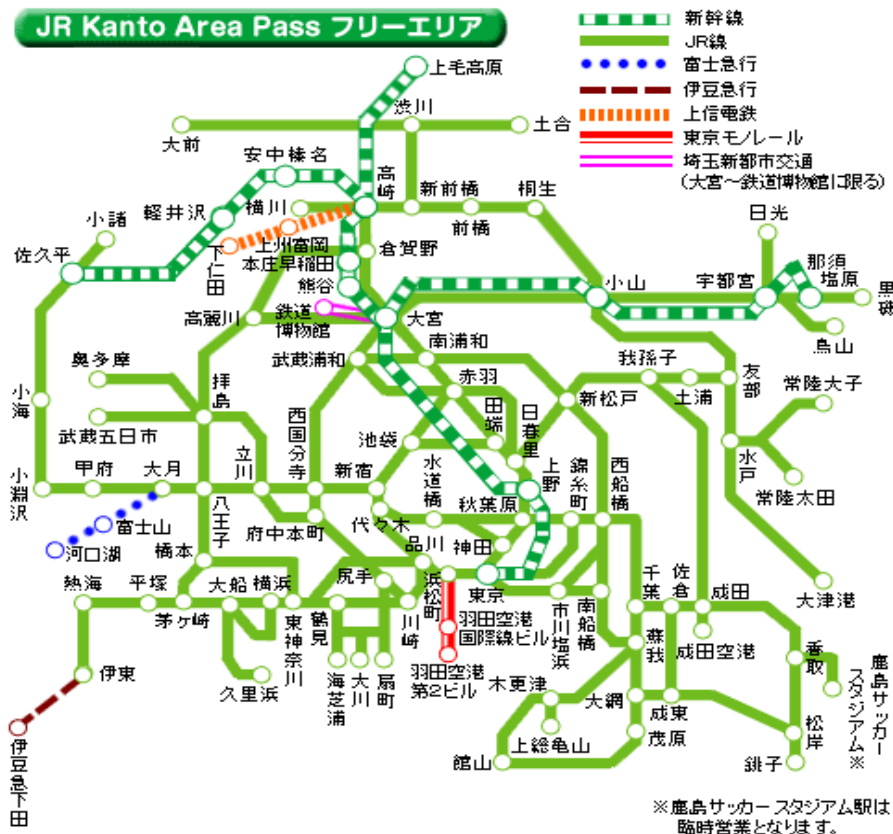 JR Kanto Area Pass フリーエリア
新幹線
JR線
富士急行
伊豆急行
上信電鉄
東京モノレール
埼玉新都市交通
(大宮~鉄道博物館に限る)
上毛高原
渋川
大前
土合
安中榛名
高崎
新前橋
桐生
小諸
軽井沢
横川
前橋
日光
佐久平
下仁田
上州富岡
倉賀野
本庄早稲田
熊谷
小山
宇都宮
那須塩原
黒磯
鉄道博物館
大宮
高麗川
烏山
武蔵浦和
南浦和
我孫子
友部
奥多摩
拝島
赤羽
新松戸
土浦
常陸大子
小海
武蔵五日市
西国分寺
池袋
田端
日暮里
水戸
小淵沢
甲府
大月
立川
新宿
水道橋
上野
錦糸町
西船橋
常陸太田
富士山
八王子
府中本町
代々木
秋葉原
河口湖
橋本
品川
神田
熱海
平塚
大船
横浜
尻手
浜松町
東京
千葉
佐倉
成田
大津港
茅ヶ崎
東神奈川
鶴見
川崎
羽田空港国際線ビル
市川塩浜
南船橋
蘇我
成田空港
香取
伊東
久里浜
海芝浦
大川
扇町
羽田空港第2ビル
木更津
大網
成東
松岸
鹿島サッカースタジアム※
伊豆急下田
上総亀山
館山
茂原
銚子
※鹿島サッカースタジアム駅は
臨時営業となります。